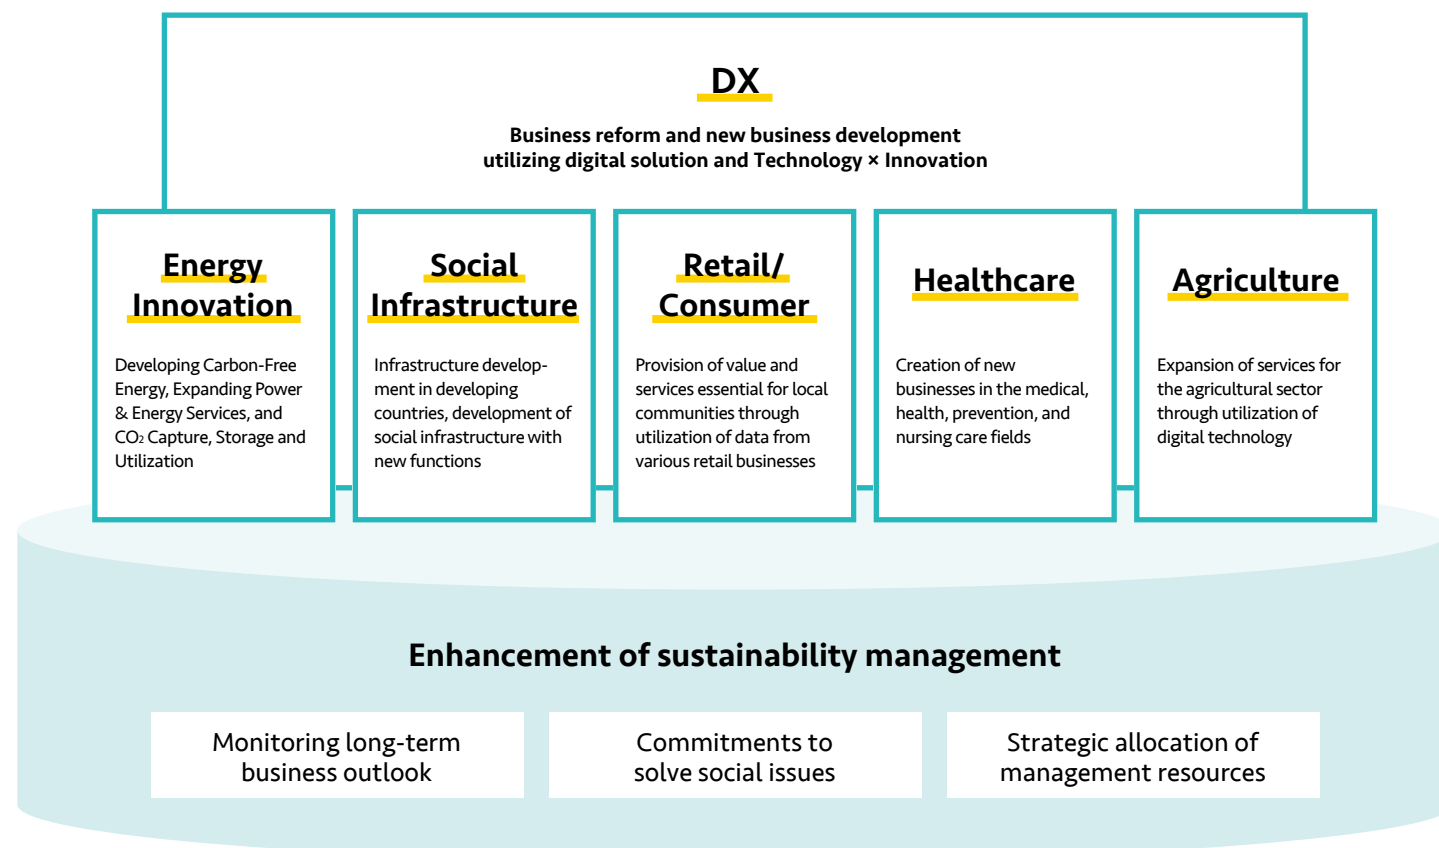 DX
Business reform and new business development
utilizing digital solution and Technology × Innovation
Energy
Innovation
Developing Carbon-Free
Energy, Expanding Power
& Energy Services, and
CO₂ Capture, Storage and
Utilization
Social
Infrastructure
Infrastructure develop-
ment in developing
countries, development of
social infrastructure with
new functions
Retail/
Consumer
Provision of value and
services essential for local
communities through
utilization of data from
various retail businesses
Healthcare
Creation of new
businesses in the medical,
health, prevention, and
nursing care fields
Agriculture
Expansion of services for
the agricultural sector
through utilization of
digital technology
Enhancement of sustainability management
Monitoring long-term
business outlook
Commitments to
solve social issues
Strategic allocation of
management resources